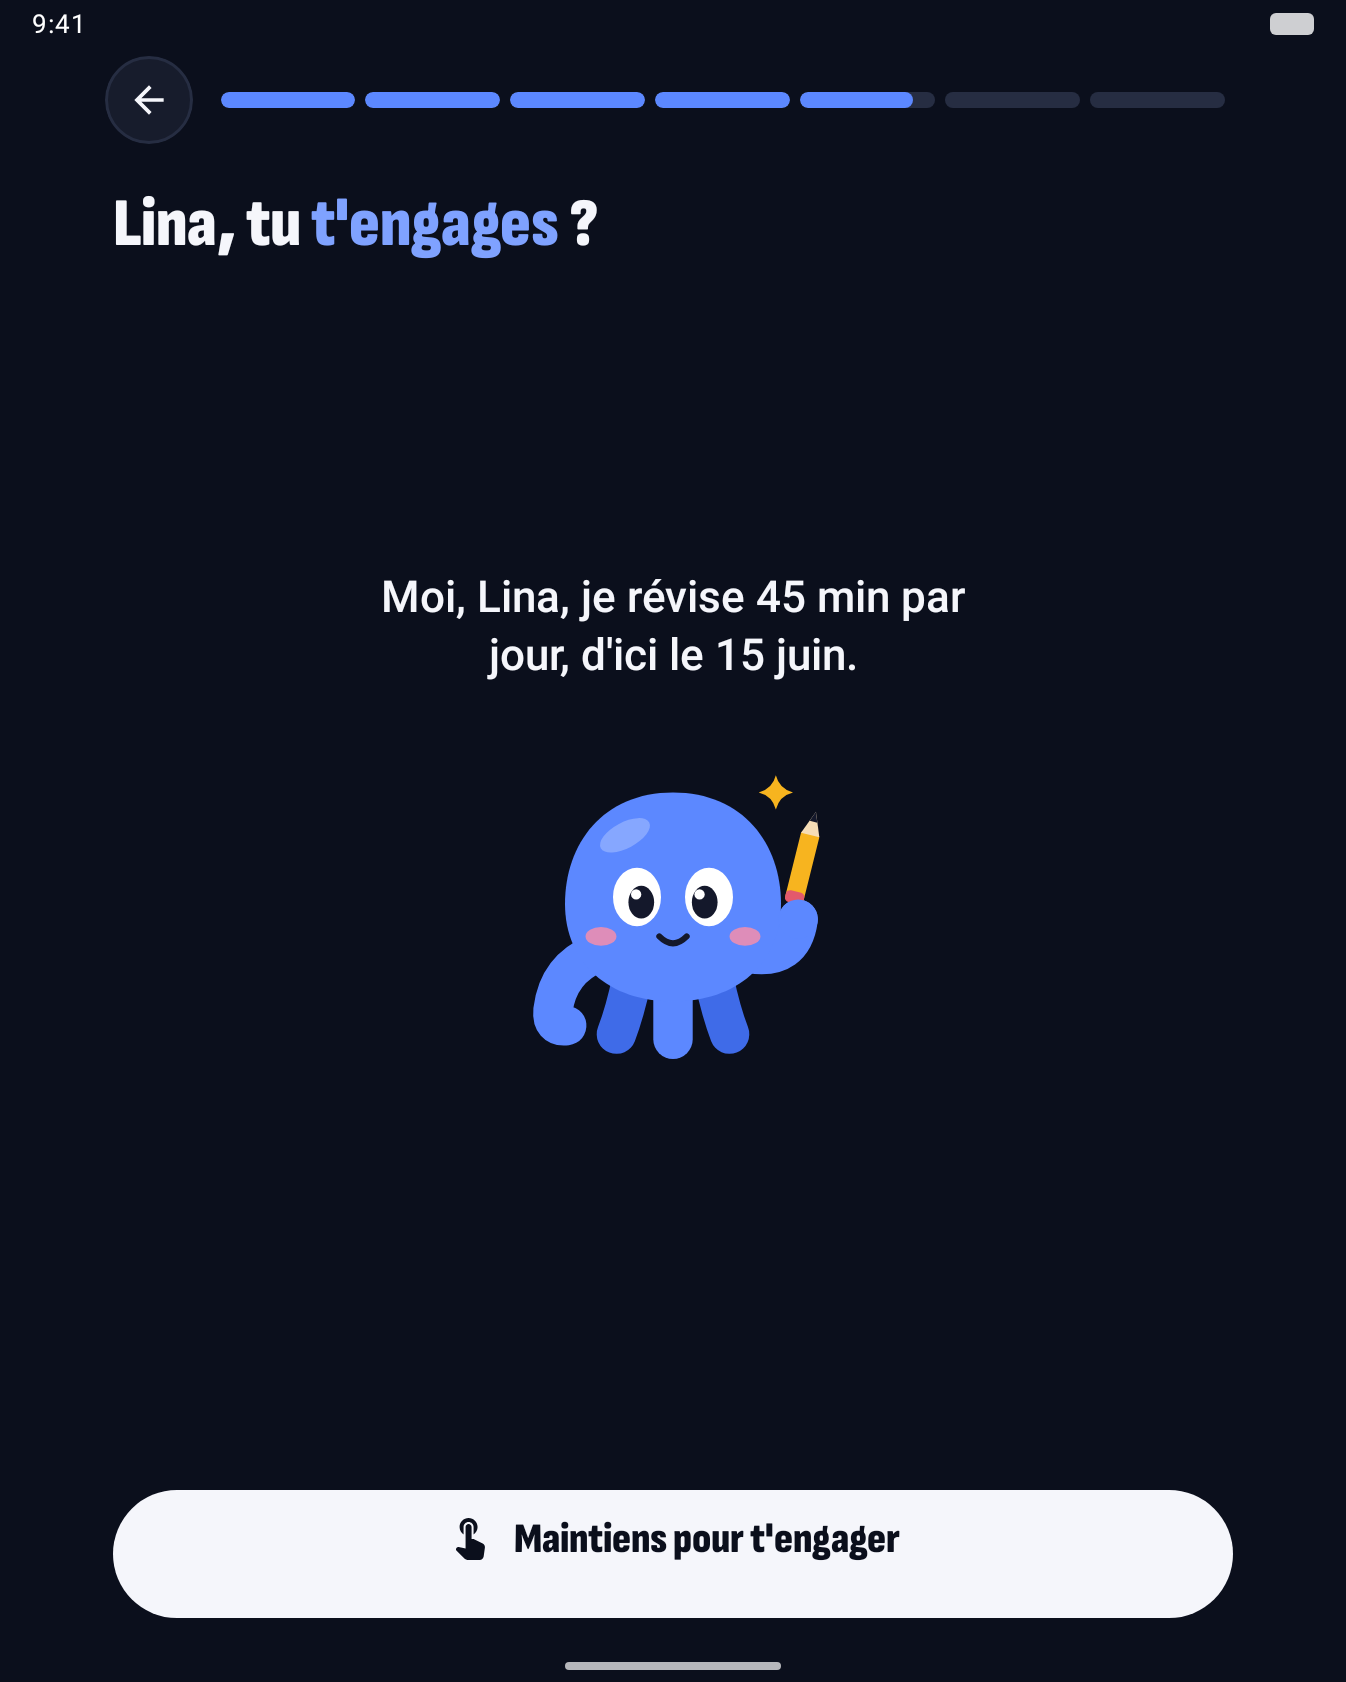 9:41
Lina, tu t'engages ?
Moi, Lina, je révise 45 min par
jour, d'ici le 15 juin.
Maintiens pour t'engager